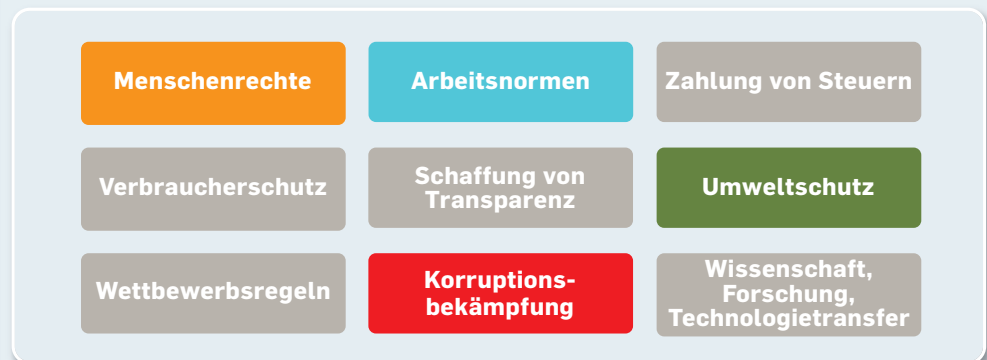 Menschenrechte
Arbeitsnormen
Zahlung von Steuern
Verbraucherschutz
Schaffung von
Transparenz
Umweltschutz
Wettbewerbsregeln
Korruptions-
bekämpfung
Wissenschaft,
Forschung,
Technologietransfer